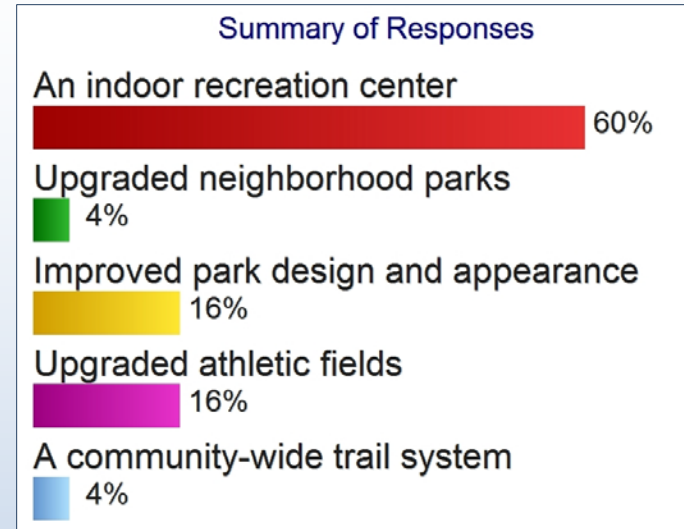 Summary of Responses
An indoor recreation center
60%
Upgraded neighborhood parks
4%
Improved park design and appearance
16%
Upgraded athletic fields
16%
A community-wide trail system
4%